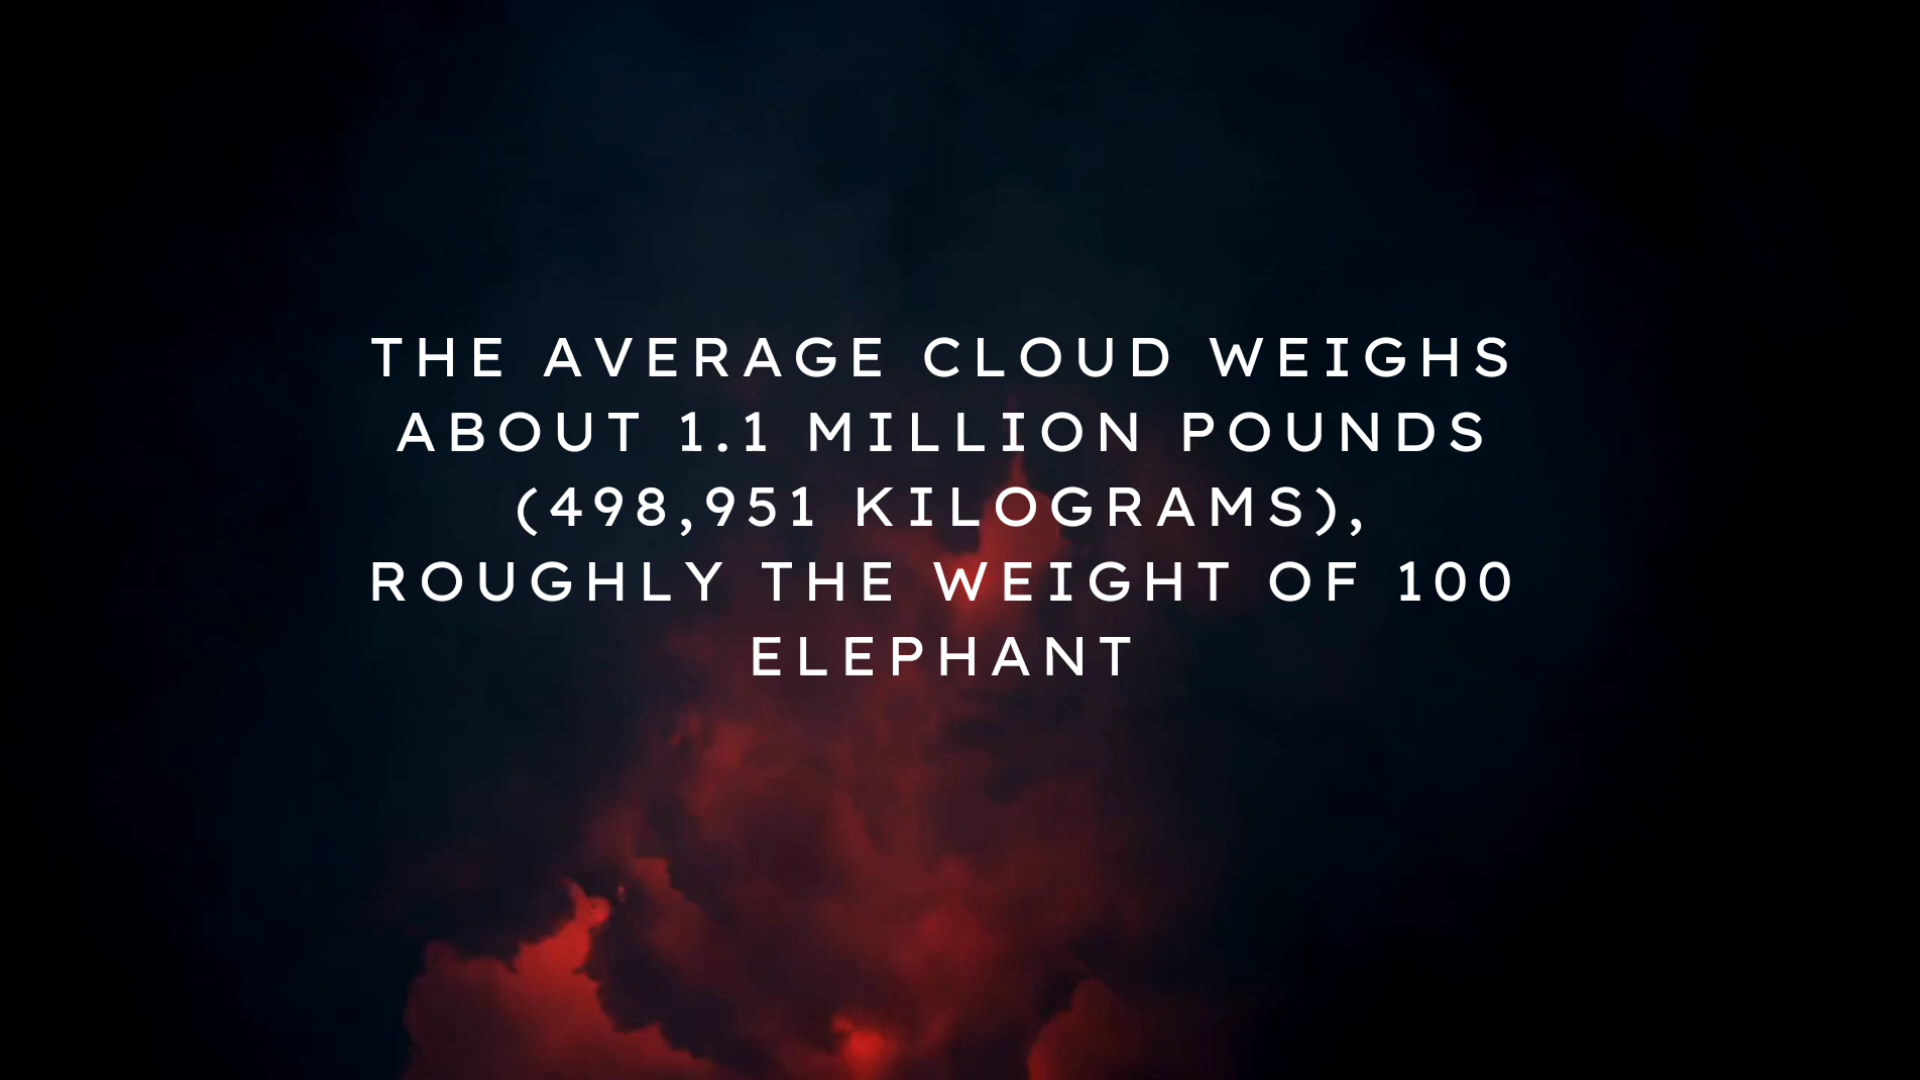 THE AVERAGE CLOUD WEIGHS
ABOUT 1.1 MILLION POUNDS
(498,951 KILOGRAMS),
ROUGHLY THE WEIGHT OF 100
ELEPHANT